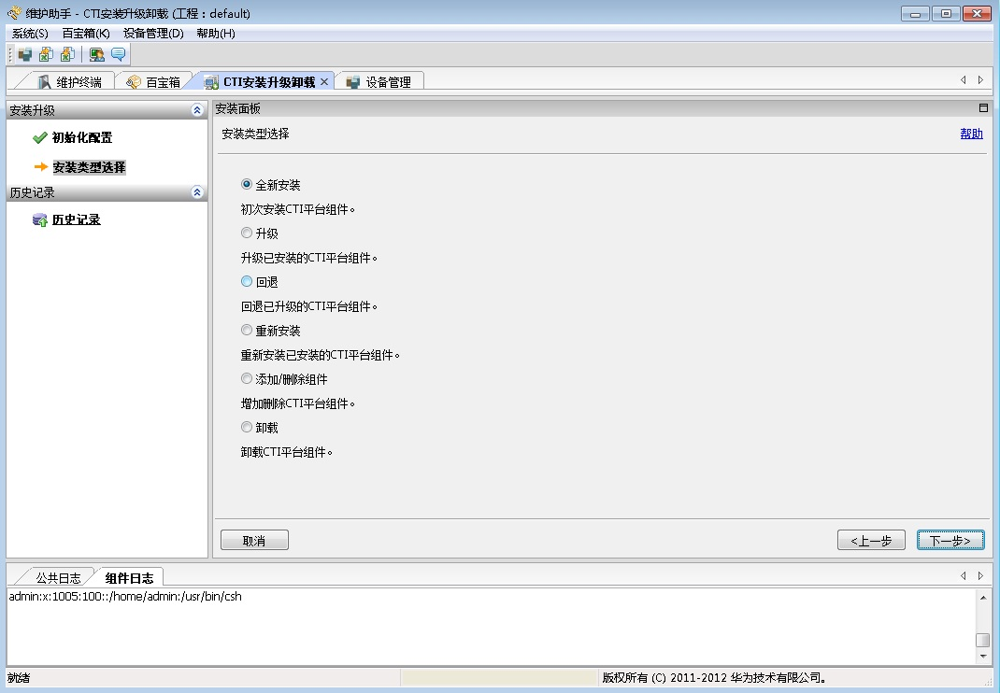 维护助手 - CTI安装升级卸载 (工程：default)
系统(S) 百宝箱(K) 设备管理(D) 帮助(H)
维护终端 百宝箱 CTI安装升级卸载 设备管理
安装升级
初始化配置
安装类型选择
历史记录
历史记录
安装面板
安装类型选择 帮助
全新安装
初次安装CTI平台组件。
升级
升级已安装的CTI平台组件。
回退
回退已升级的CTI平台组件。
重新安装
重新安装已安装的CTI平台组件。
添加/删除组件
增加删除CTI平台组件。
卸载
卸载CTI平台组件。
取消 <上一步 下一步>
公共日志 组件日志
admin:x:1005:100::/home/admin:/usr/bin/csh
就绪 版权所有 (C) 2011-2012 华为技术有限公司。